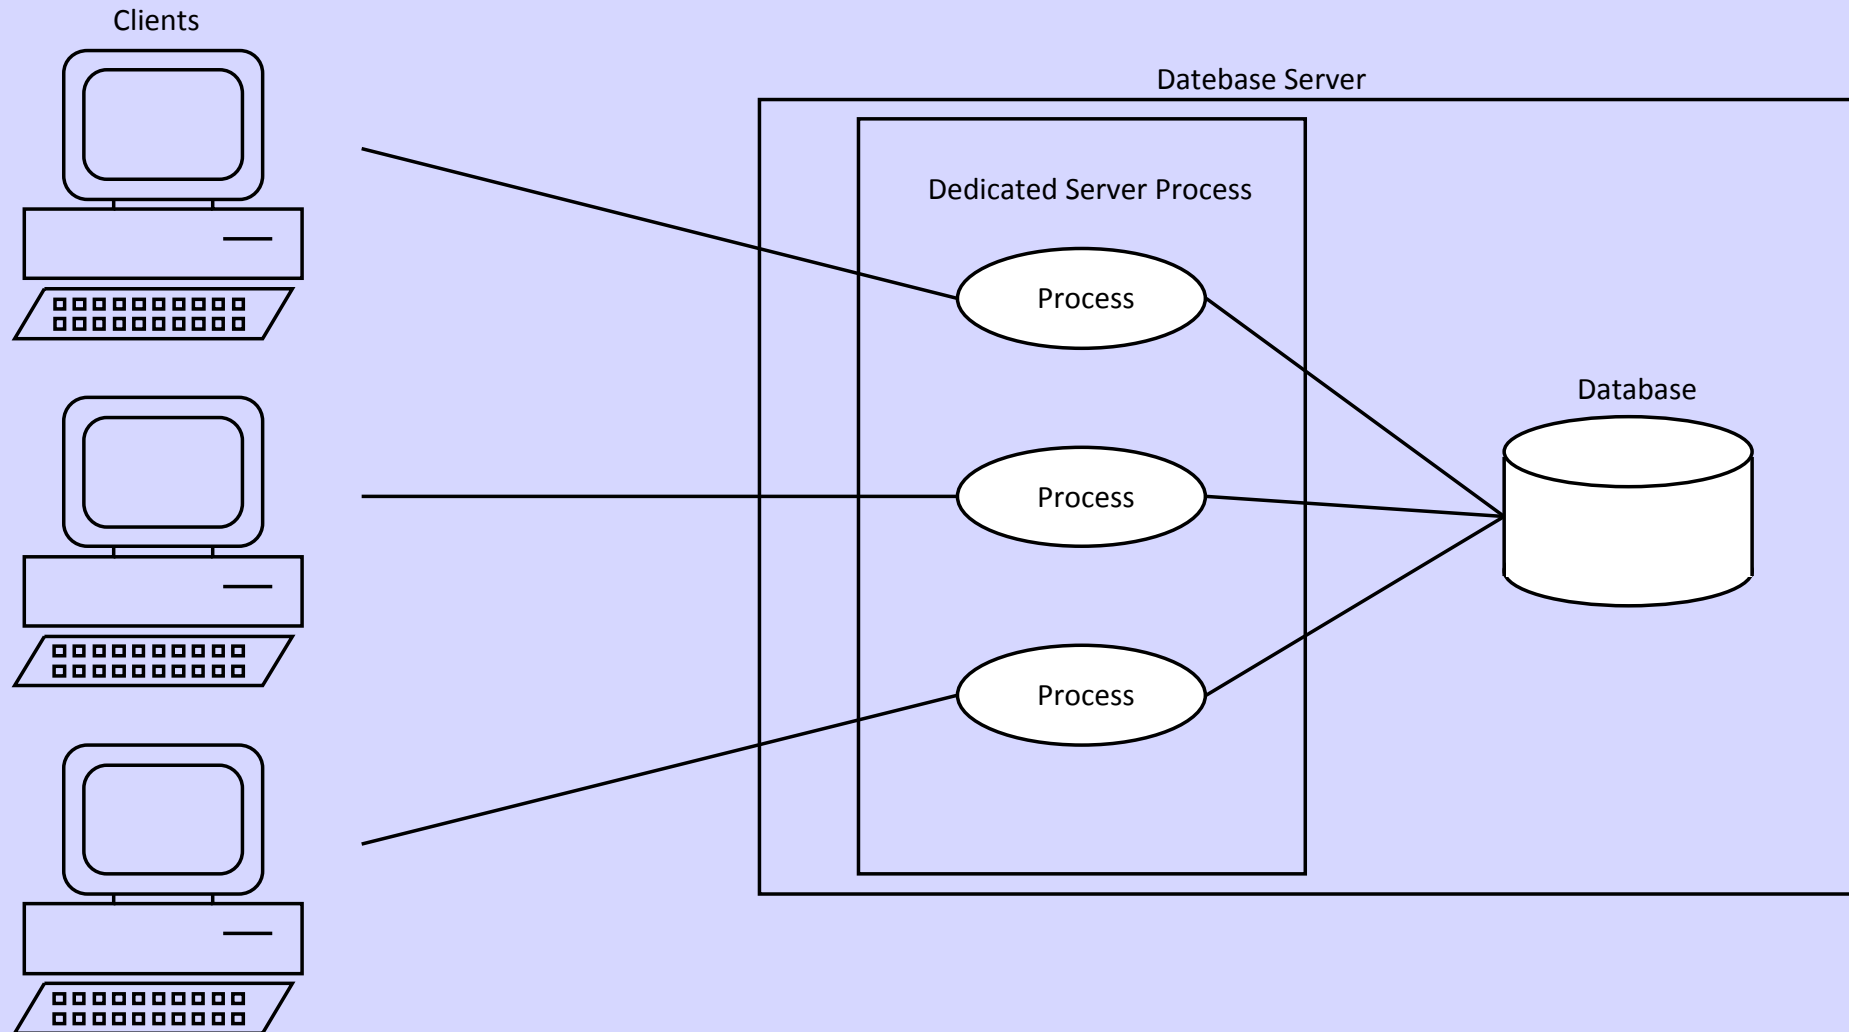 Clients
Datebase Server
Dedicated Server Process
Process
Database
Process
Process